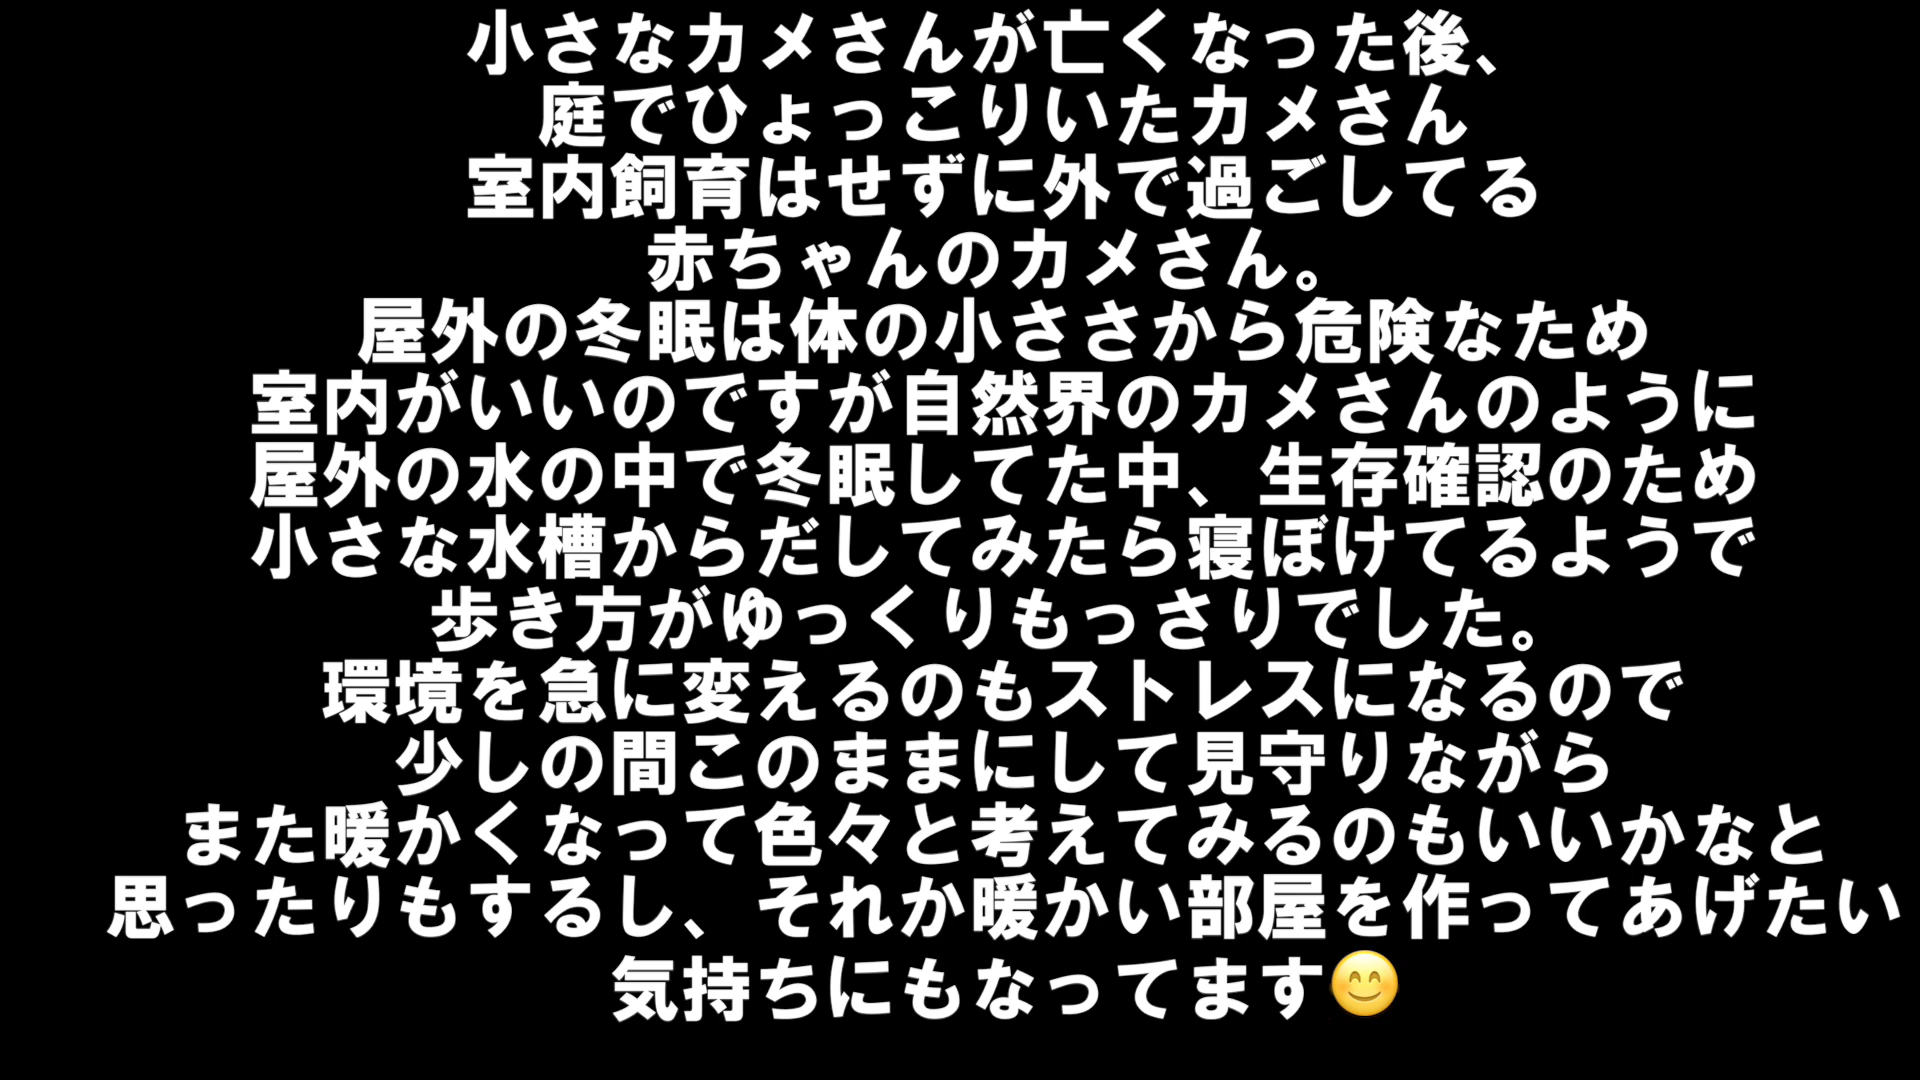 小さなカメさんが亡くなった後、
庭でひょっこりいたカメさん
室内飼育はせずに外で過ごしてる
赤ちゃんのカメさん。
屋外の冬眠は体の小ささから危険なため
室内がいいのですが自然界のカメさんのように
屋外の水の中で冬眠してた中、生存確認のため
小さな水槽からだしてみたら寝ぼけてるようで
歩き方がゆっくりもっさりでした。
環境を急に変えるのもストレスになるので
少しの間このままにして見守りながら
また暖かくなって色々と考えてみるのもいいかなと
思ったりもするし、それか暖かい部屋を作ってあげたい
気持ちにもなってます😊